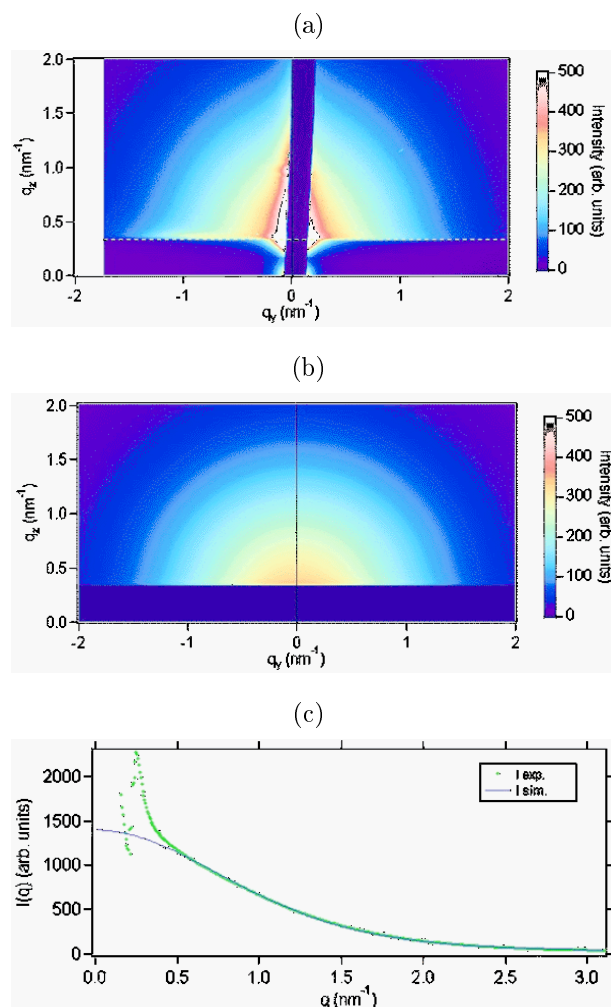 (a)
2.0
1.5
1.0
0.5
0.0
q_z (nm^-1)
-2 -1 0 1 2
q_y (nm^-1)
500
400
300
200
100
0
Intensity (arb. units)
(b)
2.0
1.5
1.0
0.5
0.0
q_z (nm^-1)
-2 -1 0 1 2
q_y (nm^-1)
500
400
300
200
100
0
Intensity (arb. units)
(c)
2000
1500
1000
500
0
I(q) (arb. units)
I exp.
I sim.
0.0 0.5 1.0 1.5 2.0 2.5 3.0
q (nm^-1)